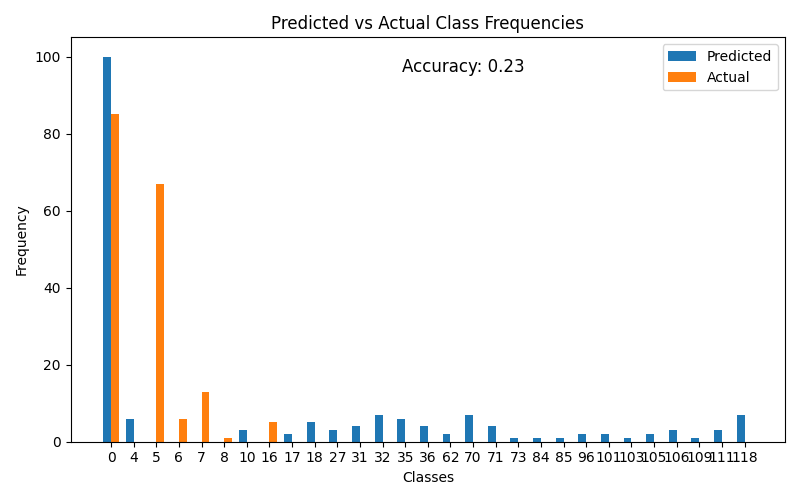 Predicted vs Actual Class Frequencies
Accuracy: 0.23
Predicted
Actual
Frequency
100
80
60
40
20
0
0 4 5 6 7 8 10 16 17 18 27 31 32 35 36 62 70 71 73 84 85 96 101 103 105 106 109 111 118
Classes